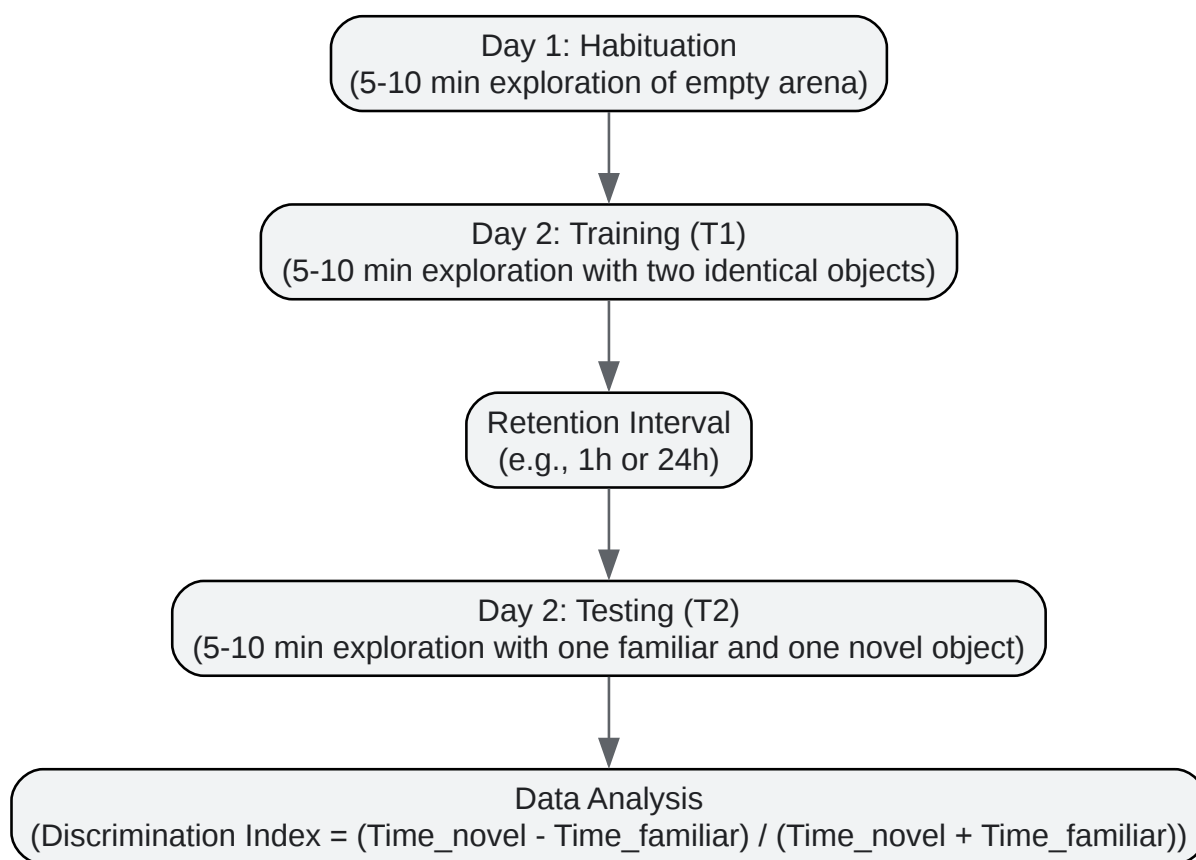 Day 1: Habituation
(5-10 min exploration of empty arena)
Day 2: Training (T1)
(5-10 min exploration with two identical objects)
Retention Interval
(e.g., 1h or 24h)
Day 2: Testing (T2)
(5-10 min exploration with one familiar and one novel object)
Data Analysis
(Discrimination Index = (Time_novel - Time_familiar) / (Time_novel + Time_familiar))